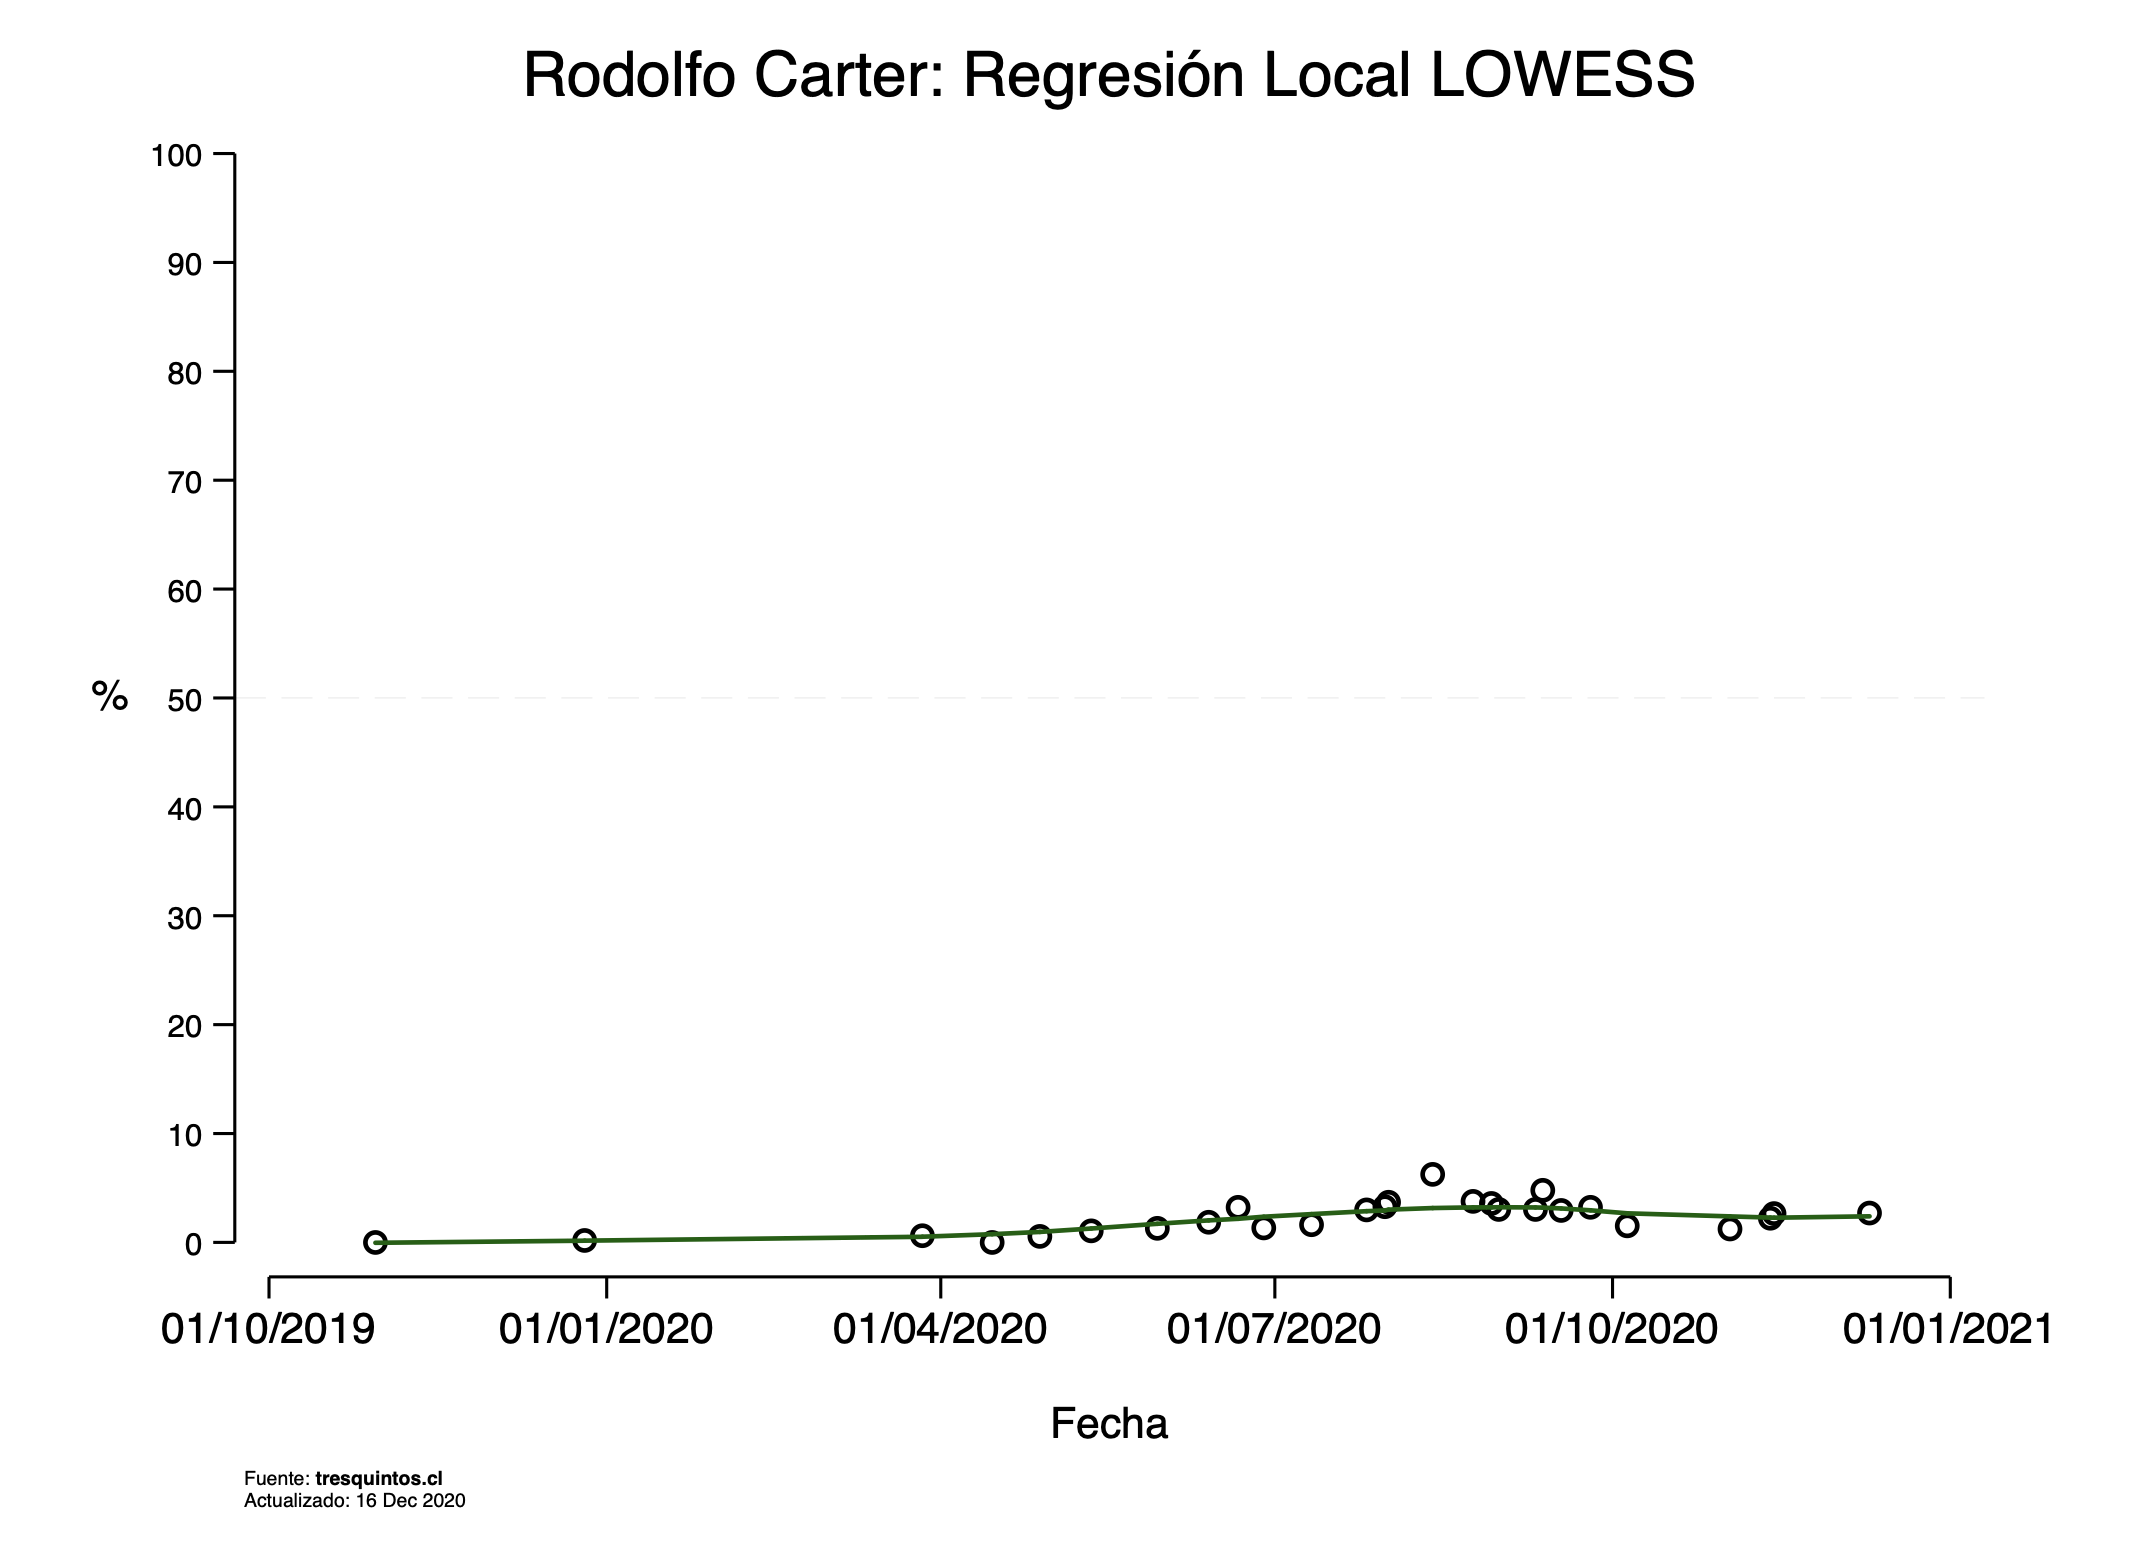 Rodolfo Carter: Regresión Local LOWESS
100
90
80
70
60
%
50
40
30
20
10
0
01/10/2019 01/01/2020 01/04/2020 01/07/2020 01/10/2020 01/01/2021
Fecha
Fuente: tresquintos.cl
Actualizado: 16 Dec 2020